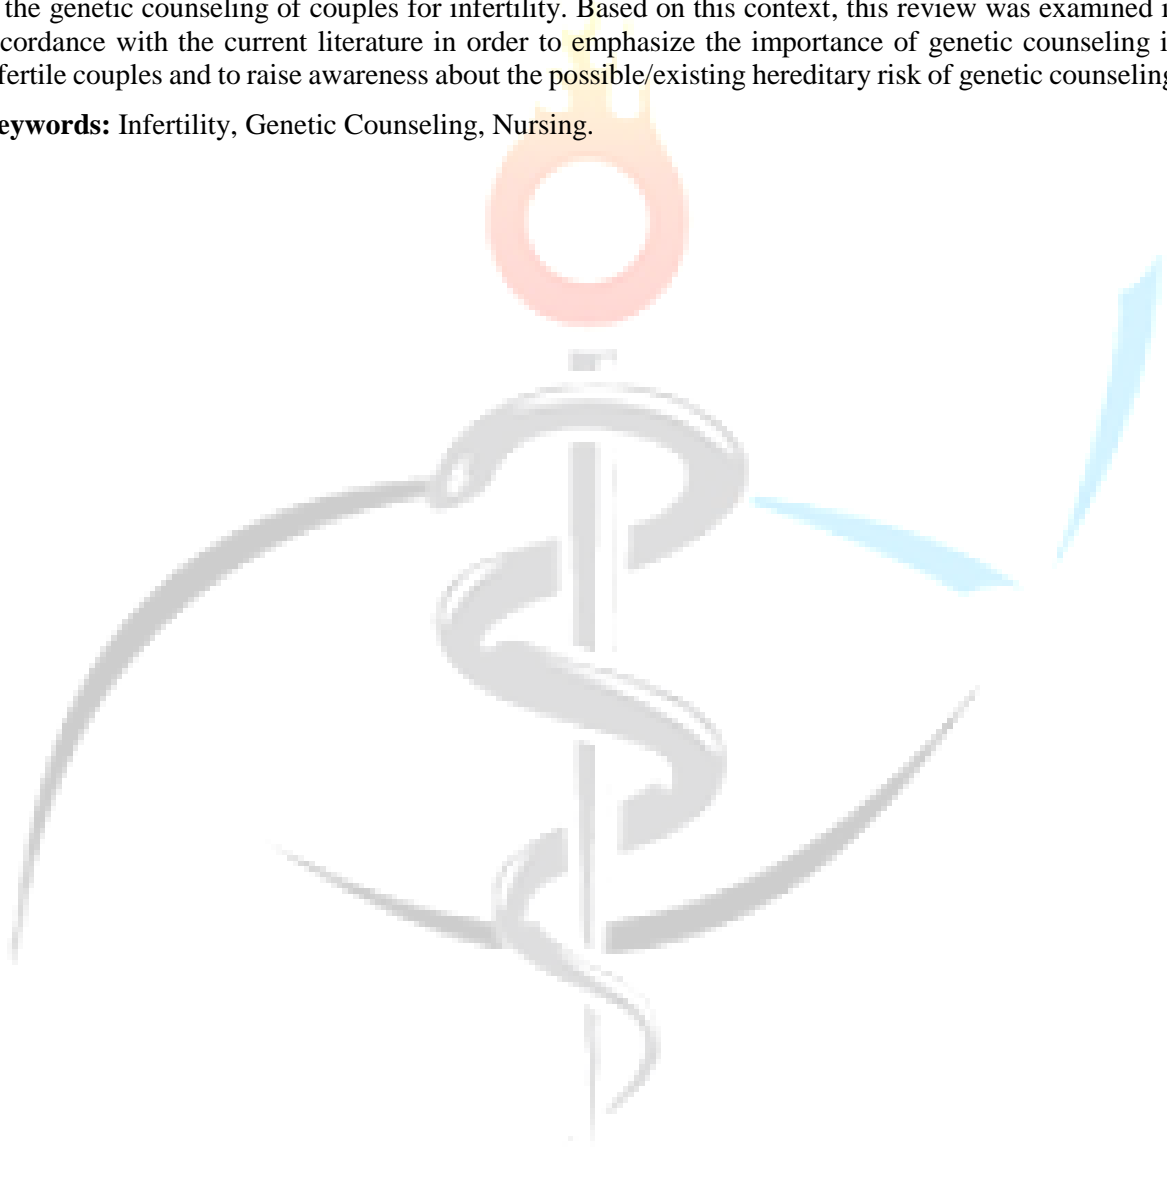 the genetic counseling of couples for infertility. Based on this context, this review was examined i
cordance with the current literature in order to emphasize the importance of genetic counseling i
fertile couples and to raise awareness about the possible/existing hereditary risk of genetic counseling
eywords: Infertility, Genetic Counseling, Nursing.